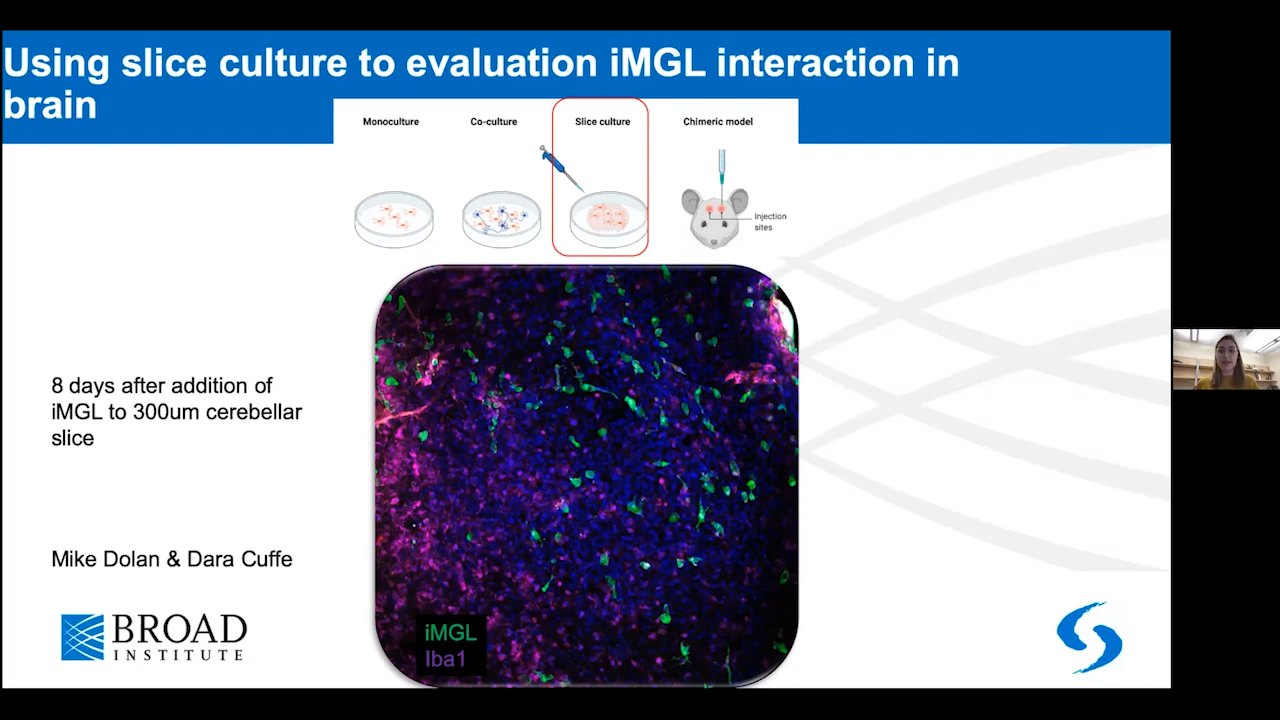 Using slice culture to evaluation iMGL interaction in
brain
Monoculture
Co-culture
Slice culture
Chimeric model
Injection
sites
8 days after addition of
iMGL to 300um cerebellar
slice
Mike Dolan & Dara Cuffe
BROAD
INSTITUTE
iMGL
Iba1